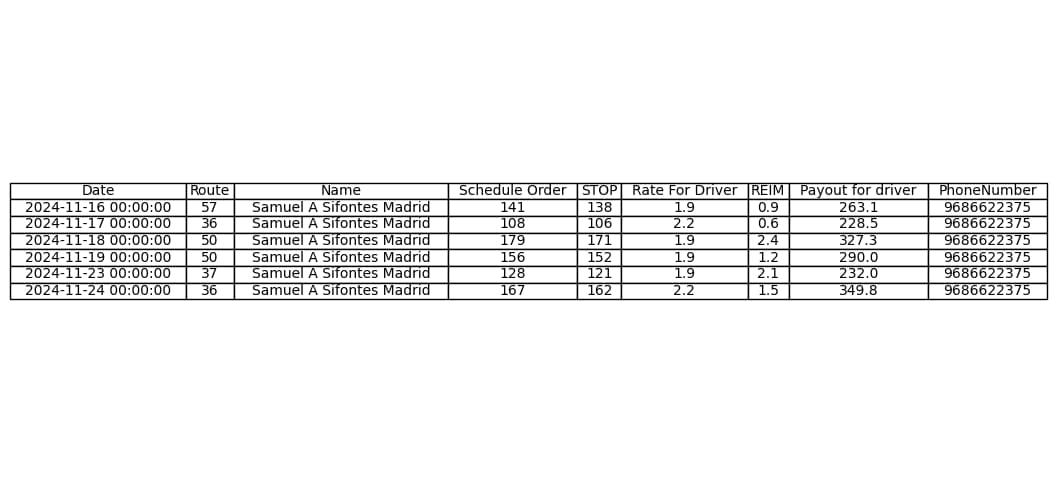 Date Route Name Schedule Order STOP Rate For Driver REIM Payout for driver PhoneNumber
2024-11-16 00:00:00 57 Samuel A Sifontes Madrid 141 138 1.9 0.9 263.1 9686622375
2024-11-17 00:00:00 36 Samuel A Sifontes Madrid 108 106 2.2 0.6 228.5 9686622375
2024-11-18 00:00:00 50 Samuel A Sifontes Madrid 179 171 1.9 2.4 327.3 9686622375
2024-11-19 00:00:00 50 Samuel A Sifontes Madrid 156 152 1.9 1.2 290.0 9686622375
2024-11-23 00:00:00 37 Samuel A Sifontes Madrid 128 121 1.9 2.1 232.0 9686622375
2024-11-24 00:00:00 36 Samuel A Sifontes Madrid 167 162 2.2 1.5 349.8 9686622375